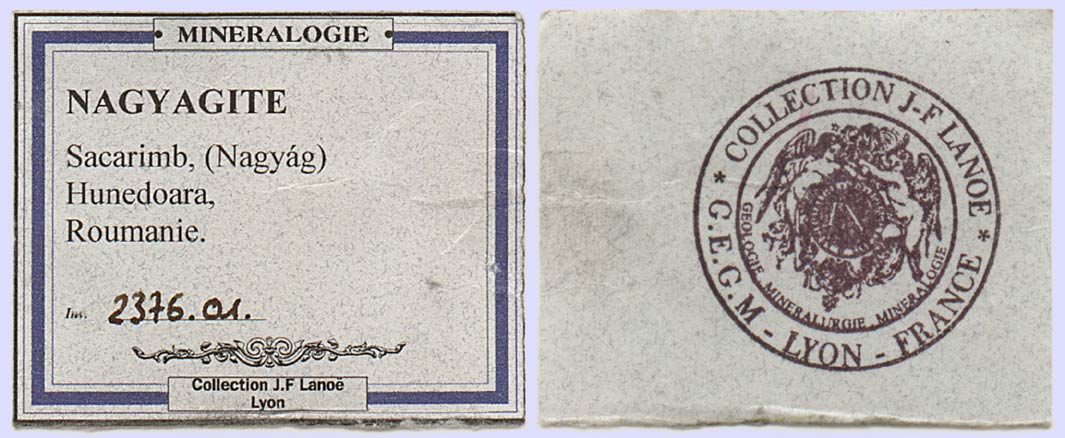 MINERALOGIE
NAGYAGITE
Sacarimb, (Nagyág)
Hunedoara,
Roumanie.
Inv. 2376.01.
Collection J.F Lanoë
Lyon
* COLLECTION J-F LANOE *
G.E.G.M - LYON - FRANCE
GEOLOGIE MINERALURGIE MINERALOGIE